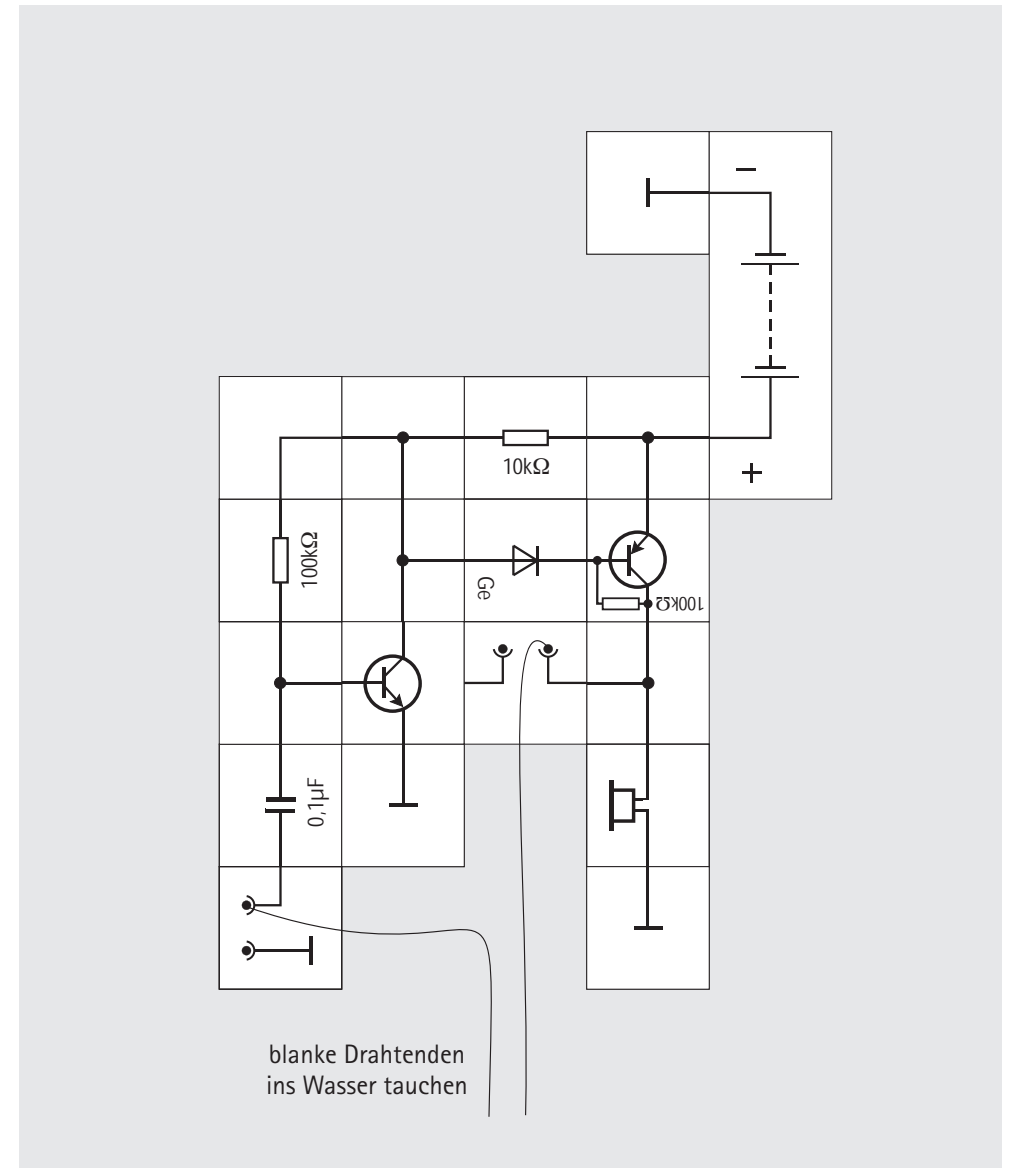 −
+
10kΩ
100kΩ
Ge
100kΩ
0,1µF
blanke Drahtenden
ins Wasser tauchen